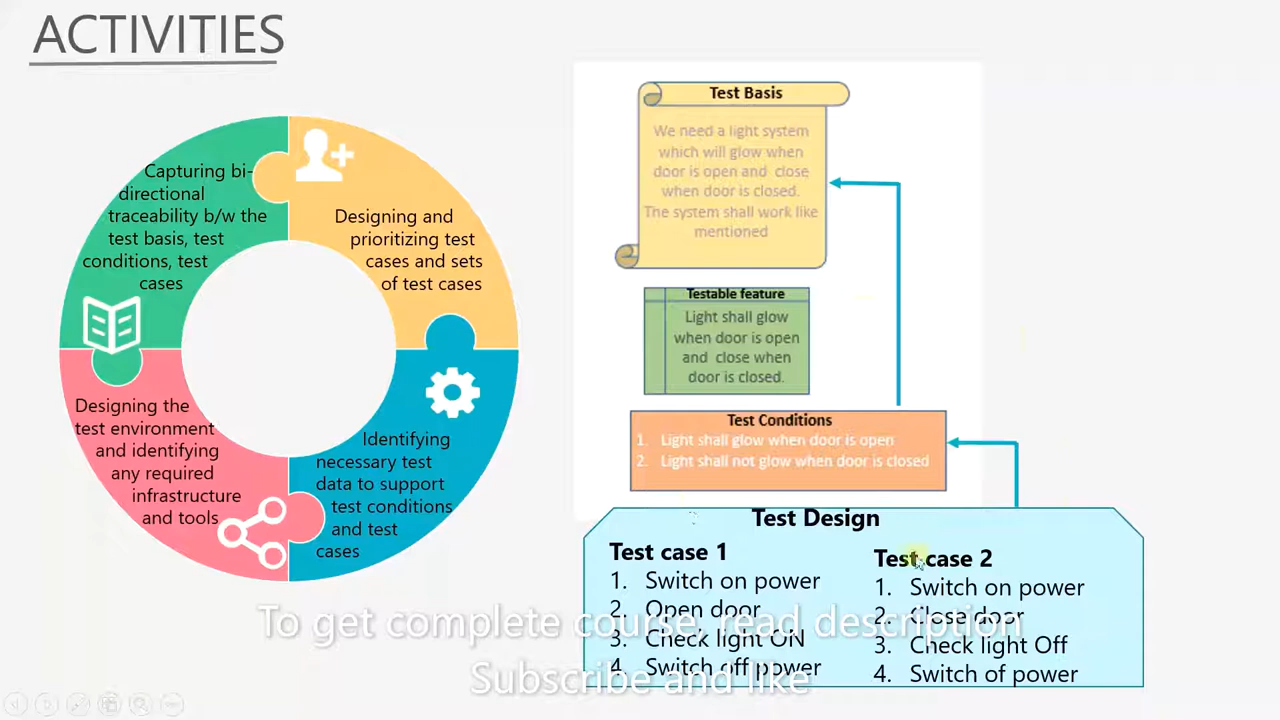 ACTIVITIES
Capturing bi-
directional
traceability b/w the
test basis, test
conditions, test
cases
Designing and
prioritizing test
cases and sets
of test cases
Designing the
test environment
and identifying
any required
infrastructure
and tools
Identifying
necessary test
data to support
test conditions
and test
cases
Test Basis
We need a light system
which will glow when
door is open and close
when door is closed.
The system shall work like
mentioned
Testable feature
Light shall glow
when door is open
and close when
door is closed.
Test Conditions
1. Light shall glow when door is open
2. Light shall not glow when door is closed
Test Design
Test case 1
1. Switch on power
2. Open door
3. Check light ON
4. Switch off power
Test case 2
1. Switch on power
2. Close door
3. Check light Off
4. Switch of power
To get complete course, read description
Subscribe and like